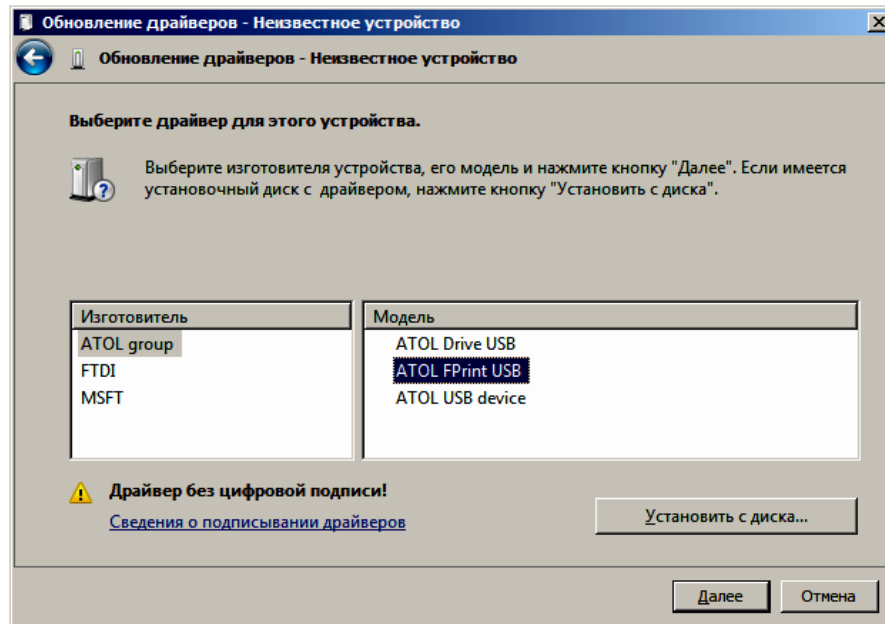 Обновление драйверов - Неизвестное устройство
Обновление драйверов - Неизвестное устройство
Выберите драйвер для этого устройства.
Выберите изготовителя устройства, его модель и нажмите кнопку "Далее". Если имеется
установочный диск с драйвером, нажмите кнопку "Установить с диска".
Изготовитель
ATOL group
FTDI
MSFT
Модель
ATOL Drive USB
ATOL FPrint USB
ATOL USB device
Драйвер без цифровой подписи!
Сведения о подписывании драйверов
Установить с диска...
Далее
Отмена